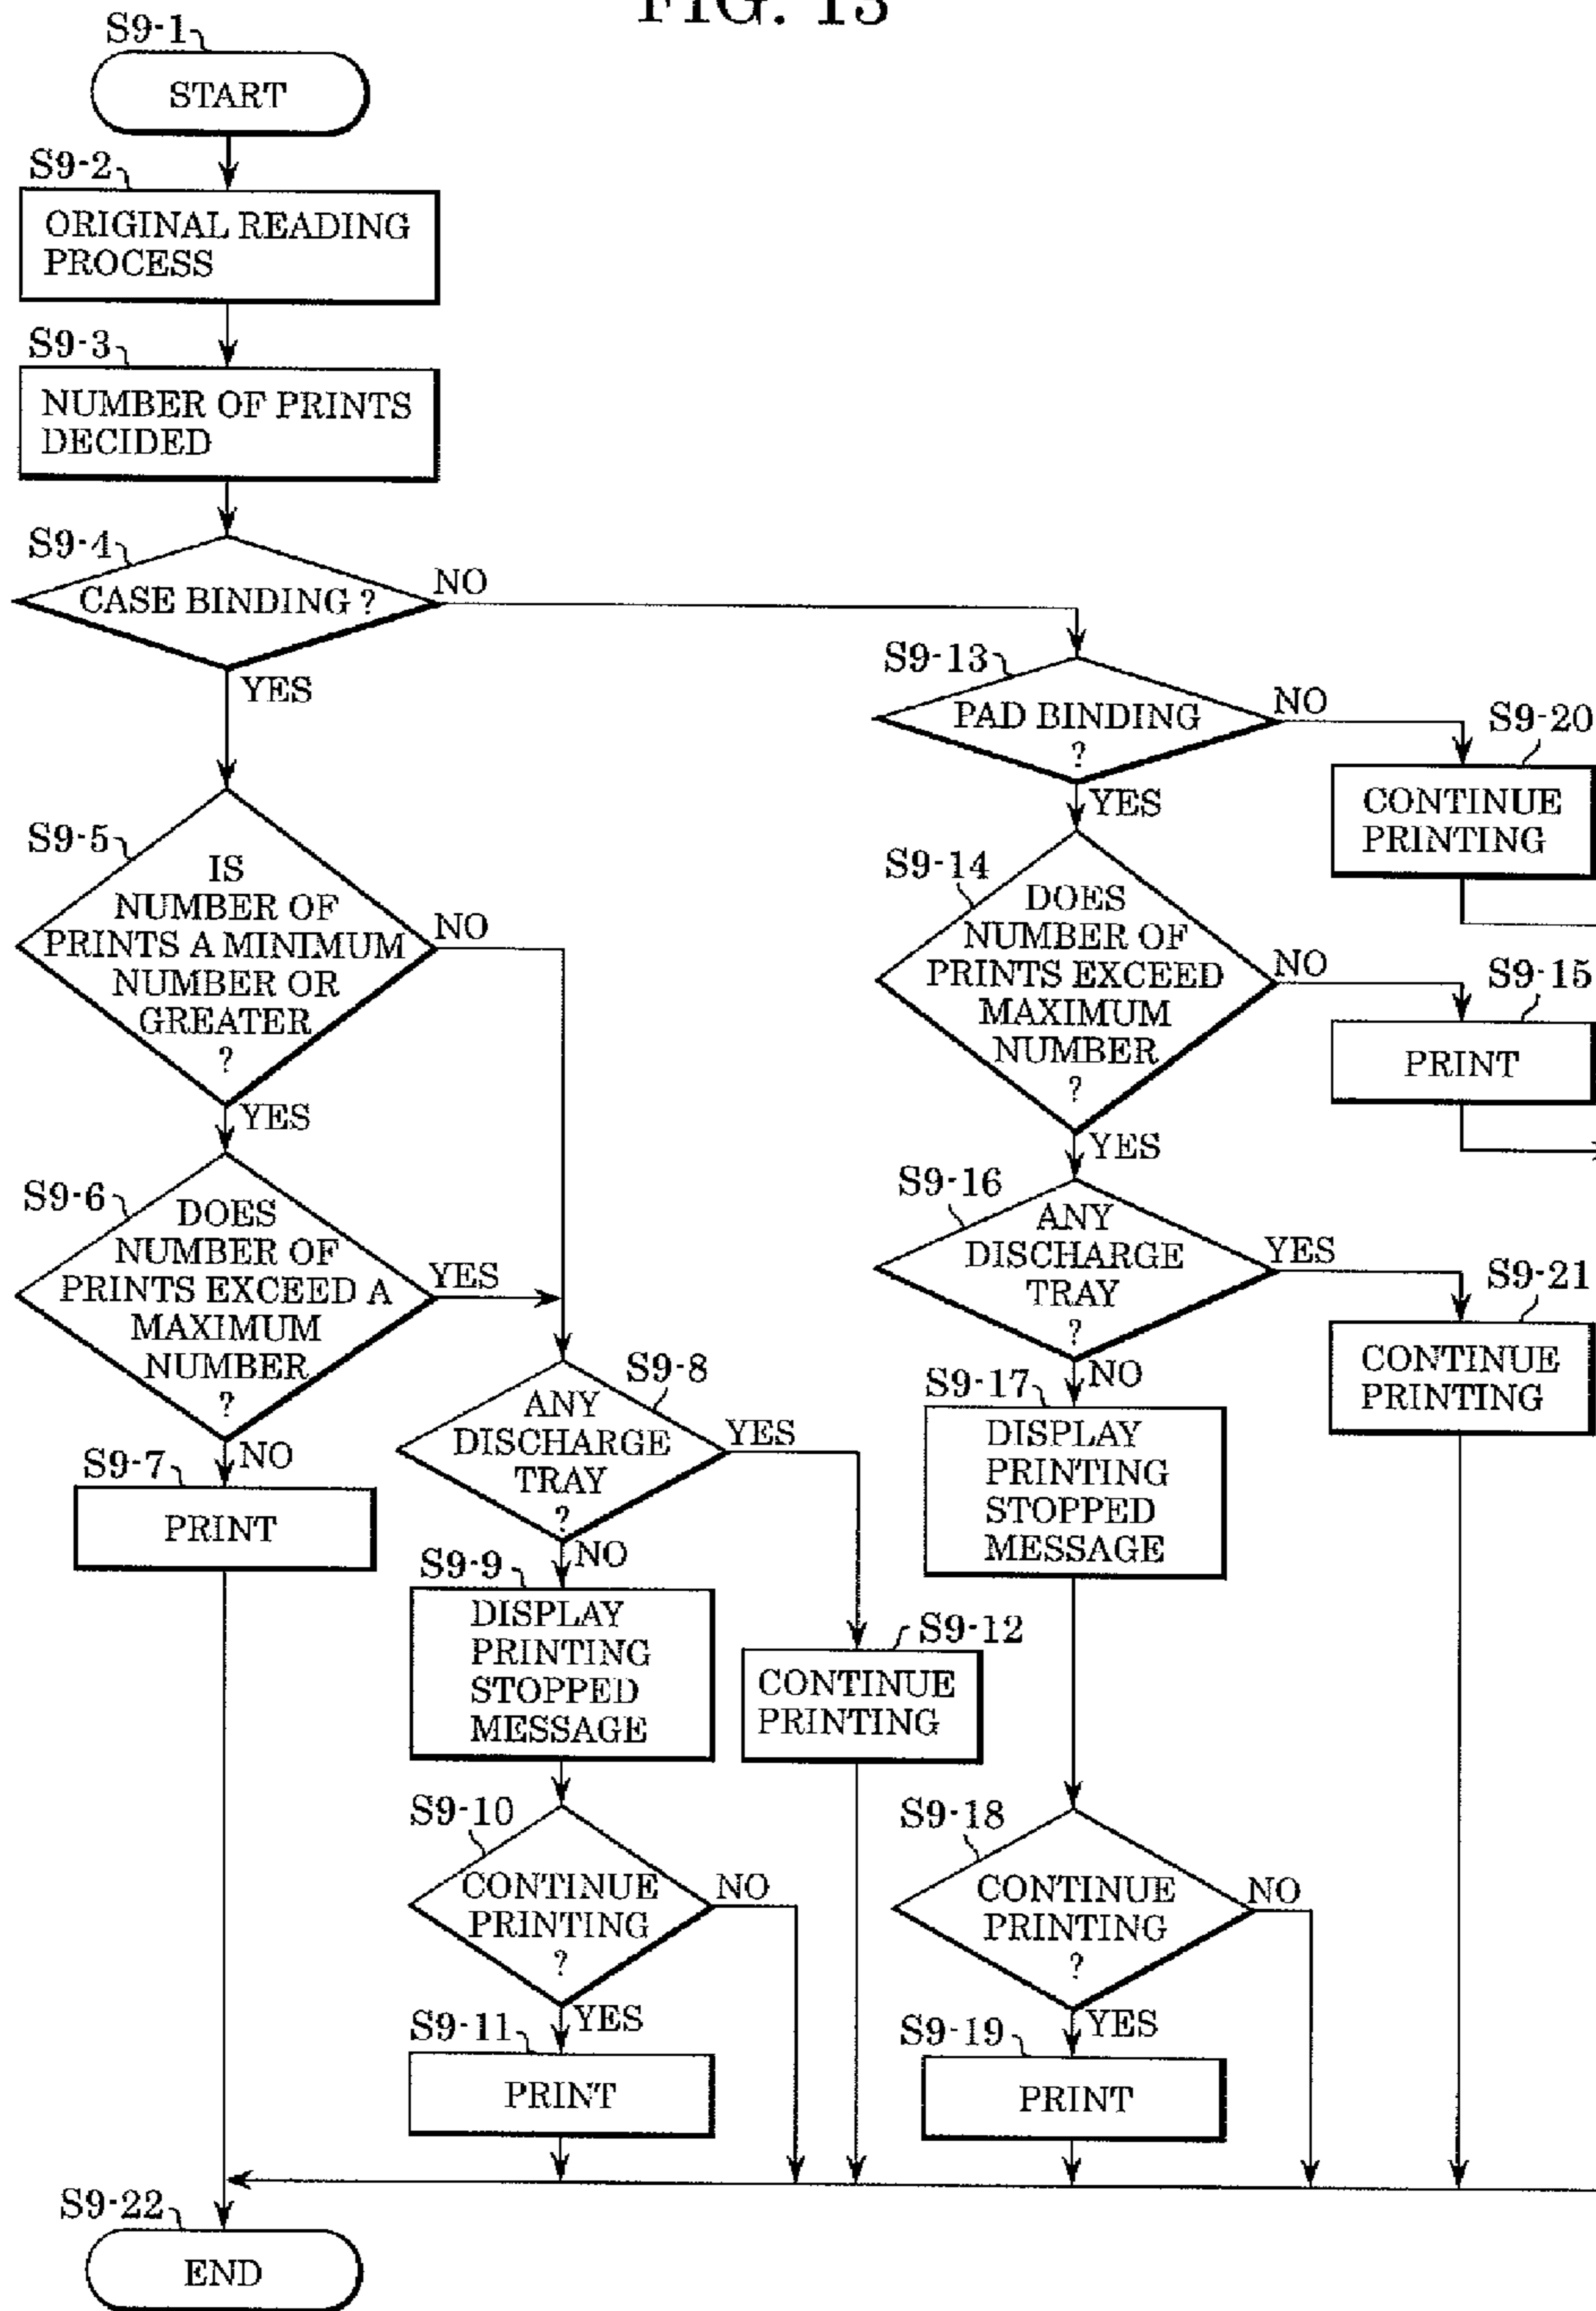 FIG. 13
S9-1
START
S9-2
ORIGINAL READING
PROCESS
S9-3
NUMBER OF PRINTS
DECIDED
S9-4
CASE BINDING ?
NO
YES
S9-5
IS
NUMBER OF
PRINTS A MINIMUM
NUMBER OR
GREATER
?
NO
YES
S9-6
DOES
NUMBER OF
PRINTS EXCEED A
MAXIMUM
NUMBER
?
YES
NO
S9-7
PRINT
S9-8
ANY
DISCHARGE
TRAY
?
YES
NO
S9-9
DISPLAY
PRINTING
STOPPED
MESSAGE
S9-12
CONTINUE
PRINTING
S9-10
CONTINUE
PRINTING
?
NO
YES
S9-11
PRINT
S9-13
PAD BINDING
?
NO
YES
S9-20
CONTINUE
PRINTING
S9-14
DOES
NUMBER OF
PRINTS EXCEED
MAXIMUM
NUMBER
?
NO
YES
S9-15
PRINT
S9-16
ANY
DISCHARGE
TRAY
?
YES
NO
S9-21
CONTINUE
PRINTING
S9-17
DISPLAY
PRINTING
STOPPED
MESSAGE
S9-18
CONTINUE
PRINTING
?
NO
YES
S9-19
PRINT
S9-22
END